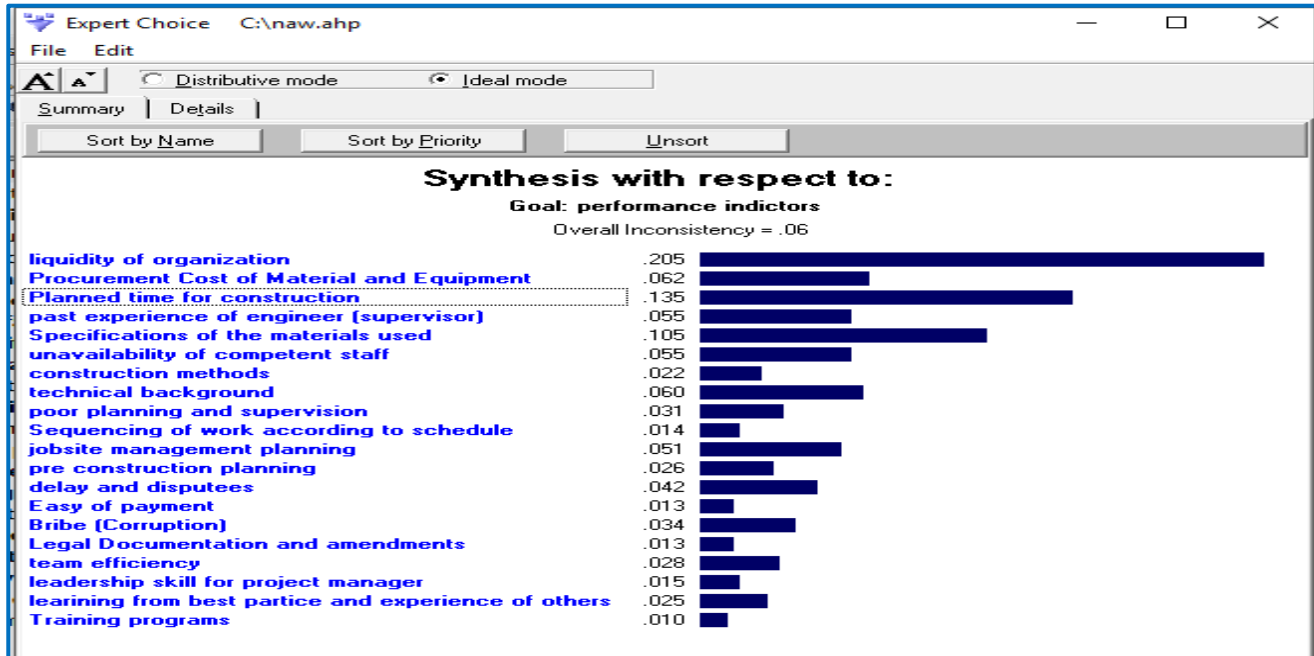 Expert Choice C:\naw.ahp
File Edit
A A Distributive mode Ideal mode
Summary Details
Sort by Name Sort by Priority Unsort
Synthesis with respect to:
Goal: performance indictors
Overall Inconsistency = .06
liquidity of organization .205
Procurement Cost of Material and Equipment .062
Planned time for construction .135
past experience of engineer (supervisor) .055
Specifications of the materials used .105
unavailability of competent staff .055
construction methods .022
technical background .060
poor planning and supervision .031
Sequencing of work according to schedule .014
jobsite management planning .051
pre construction planning .026
delay and disputees .042
Easy of payment .013
Bribe (Corruption) .034
Legal Documentation and amendments .013
team efficiency .028
leadership skill for project manager .015
learining from best partice and experience of others .025
Training programs .010